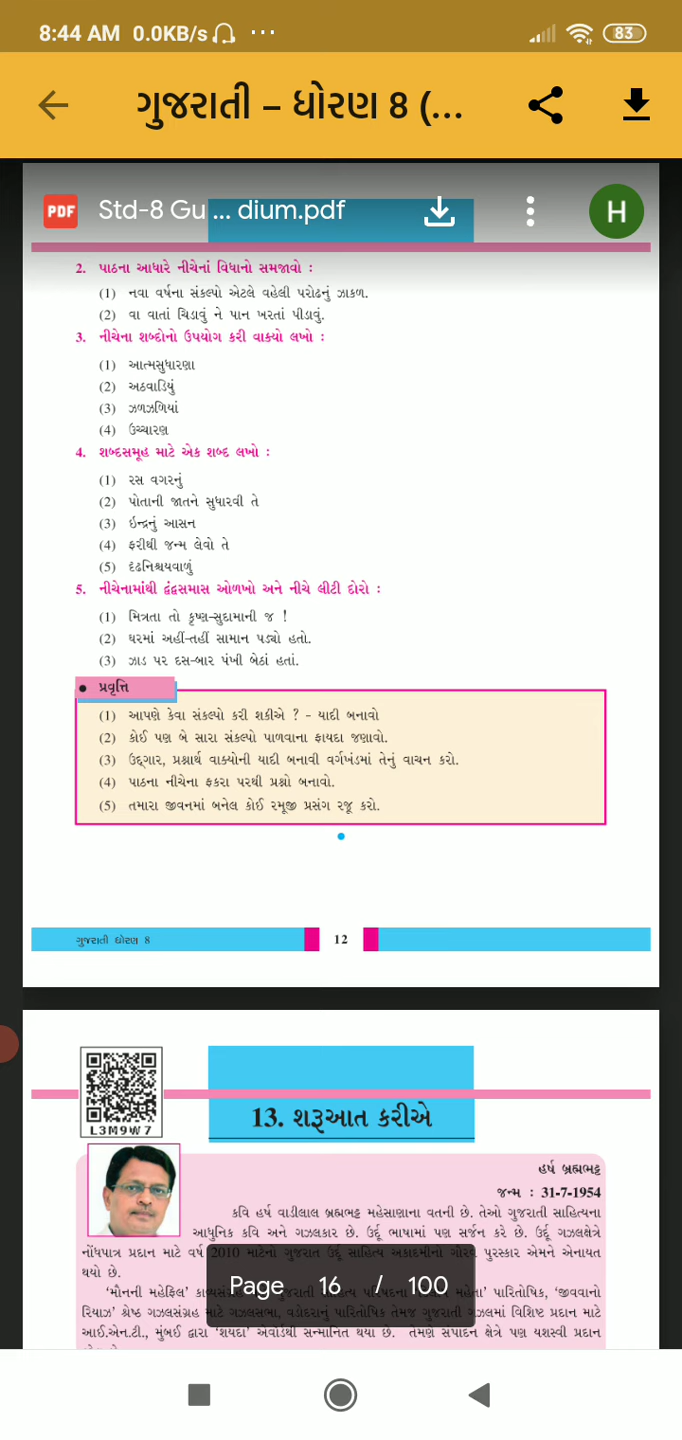 8:44 AM 0.0KB/s ... 83
ગુજરાતી – ધોરણ 8 (...
PDF Std-8 Gu ... dium.pdf H
2. પાઠના આધારે નીચેનાં વિધાનો સમજાવો :
(1) નવા વર્ષના સંકલ્પો એટલે વહેલી પરોઢનું ઝાકળ.
(2) વા વાતાં ચિડાવું ને પાન ખરતાં પીડાવું.
3. નીચેના શબ્દોનો ઉપયોગ કરી વાક્યો લખો :
(1) આત્મસુધારણા
(2) અઠવાડિયું
(3) ઝળઝળિયાં
(4) ઉચ્ચારણ
4. શબ્દસમૂહ માટે એક શબ્દ લખો :
(1) રસ વગરનું
(2) પોતાની જાતને સુધારવી તે
(3) ઇન્દ્રનું આસન
(4) ફરીથી જન્મ લેવો તે
(5) દઢનિશ્ચયવાળું
5. નીચેનામાંથી દ્વંદ્વસમાસ ઓળખો અને નીચે લીટી દોરો :
(1) મિત્રતા તો કૃષ્ણ-સુદામાની જ !
(2) ઘરમાં અહીં-તહીં સામાન પડ્યો હતો.
(3) ઝાડ પર દસ-બાર પંખી બેઠાં હતાં.
● પ્રવૃત્તિ
(1) આપણે કેવા સંકલ્પો કરી શકીએ ? - યાદી બનાવો
(2) કોઈ પણ બે સારા સંકલ્પો પાળવાના ફાયદા જણાવો.
(3) ઉદ્ગાર, પ્રશ્નાર્થ વાક્યોની યાદી બનાવી વર્ગખંડમાં તેનું વાચન કરો.
(4) પાઠના નીચેના ફકરા પરથી પ્રશ્નો બનાવો.
(5) તમારા જીવનમાં બનેલ કોઈ રમૂજી પ્રસંગ રજૂ કરો.
ગુજરાતી ધોરણ 8 12
L3M9W7
13. શરૂઆત કરીએ
હર્ષ બ્રહ્મભટ્ટ
જન્મ : 31-7-1954
કવિ હર્ષ વાડીલાલ બ્રહ્મભટ્ટ મહેસાણાના વતની છે. તેઓ ગુજરાતી સાહિત્યના
આધુનિક કવિ અને ગઝલકાર છે. ઉર્દૂ ભાષામાં પણ સર્જન કરે છે. ઉર્દૂ ગઝલક્ષેત્રે
નોંધપાત્ર પ્રદાન માટે વર્ષ 2010 માટેનો ગુજરાત ઉર્દૂ સાહિત્ય અકાદમીનો ગૌરવ પુરસ્કાર એમને એનાયત
થયો છે.
'મૌનની મહેફિલ' પારિતોષિક, 'જીવવાનો
રિયાઝ' શ્રેષ્ઠ ગઝલસંગ્રહ માટે ગઝલસભા, વડોદરાનું પારિતોષિક તેમજ ગુજરાતી ગઝલમાં વિશિષ્ટ પ્રદાન માટે
આઈ.એન.ટી., મુંબઈ દ્વારા 'શયદા' એવૉર્ડથી સન્માનિત થયા છે. તેમણે સંપાદન ક્ષેત્રે પણ યશસ્વી પ્રદાન
Page 16 / 100